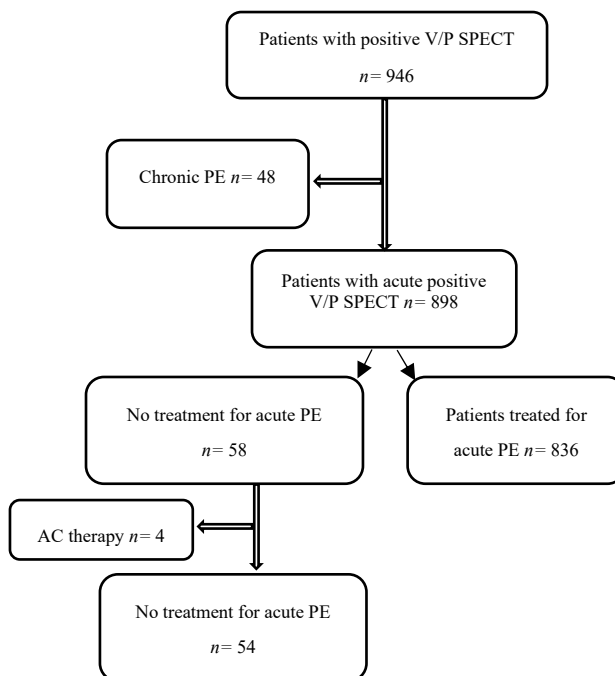 Patients with positive V/P SPECT
n= 946
Chronic PE n= 48
Patients with acute positive
V/P SPECT n= 898
No treatment for acute PE
n= 58
Patients treated for
acute PE n= 836
AC therapy n= 4
No treatment for acute PE
n= 54